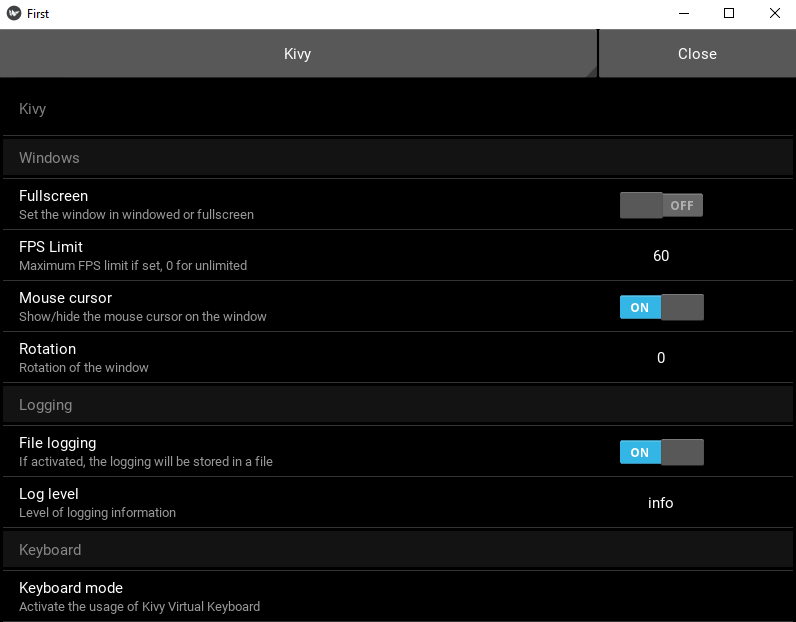 First
Kivy
Close
Kivy
Windows
Fullscreen
Set the window in windowed or fullscreen
OFF
FPS Limit
Maximum FPS limit if set, 0 for unlimited
60
Mouse cursor
Show/hide the mouse cursor on the window
ON
Rotation
Rotation of the window
0
Logging
File logging
If activated, the logging will be stored in a file
ON
Log level
Level of logging information
info
Keyboard
Keyboard mode
Activate the usage of Kivy Virtual Keyboard